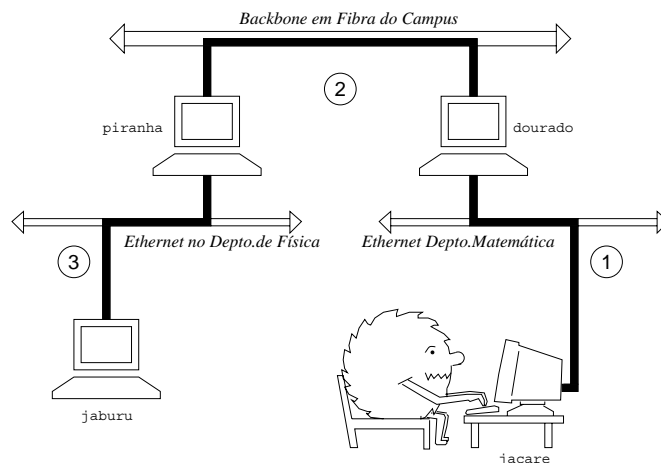 Backbone em Fibra do Campus
2
piranha
dourado
Ethernet no Depto.de Física
Ethernet Depto.Matemática
3
1
jaburu
jacare